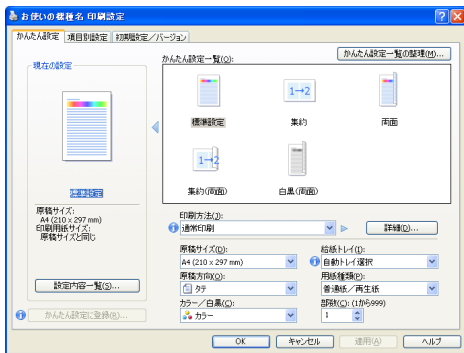 お使いの機種名 印刷設定
かんたん設定 項目別設定 初期設定／バージョン
現在の設定
標準設定
原稿サイズ:
A4 (210 x 297 mm)
印刷用紙サイズ:
原稿サイズと同じ
設定内容一覧(S)...
かんたん設定に登録(R)...
かんたん設定一覧(O):
かんたん設定一覧の整理(M)...
標準設定
1→2
集約
両面
1→2
集約(両面)
白黒(両面)
印刷方法(J):
通常印刷
詳細(Q)...
原稿サイズ(D):
A4 (210 x 297 mm)
給紙トレイ(I):
自動トレイ選択
原稿方向(O):
タテ
用紙種類(P):
普通紙／再生紙
カラー／白黒(C):
カラー
部数(C): (1から999)
1
OK キャンセル 適用(A) ヘルプ